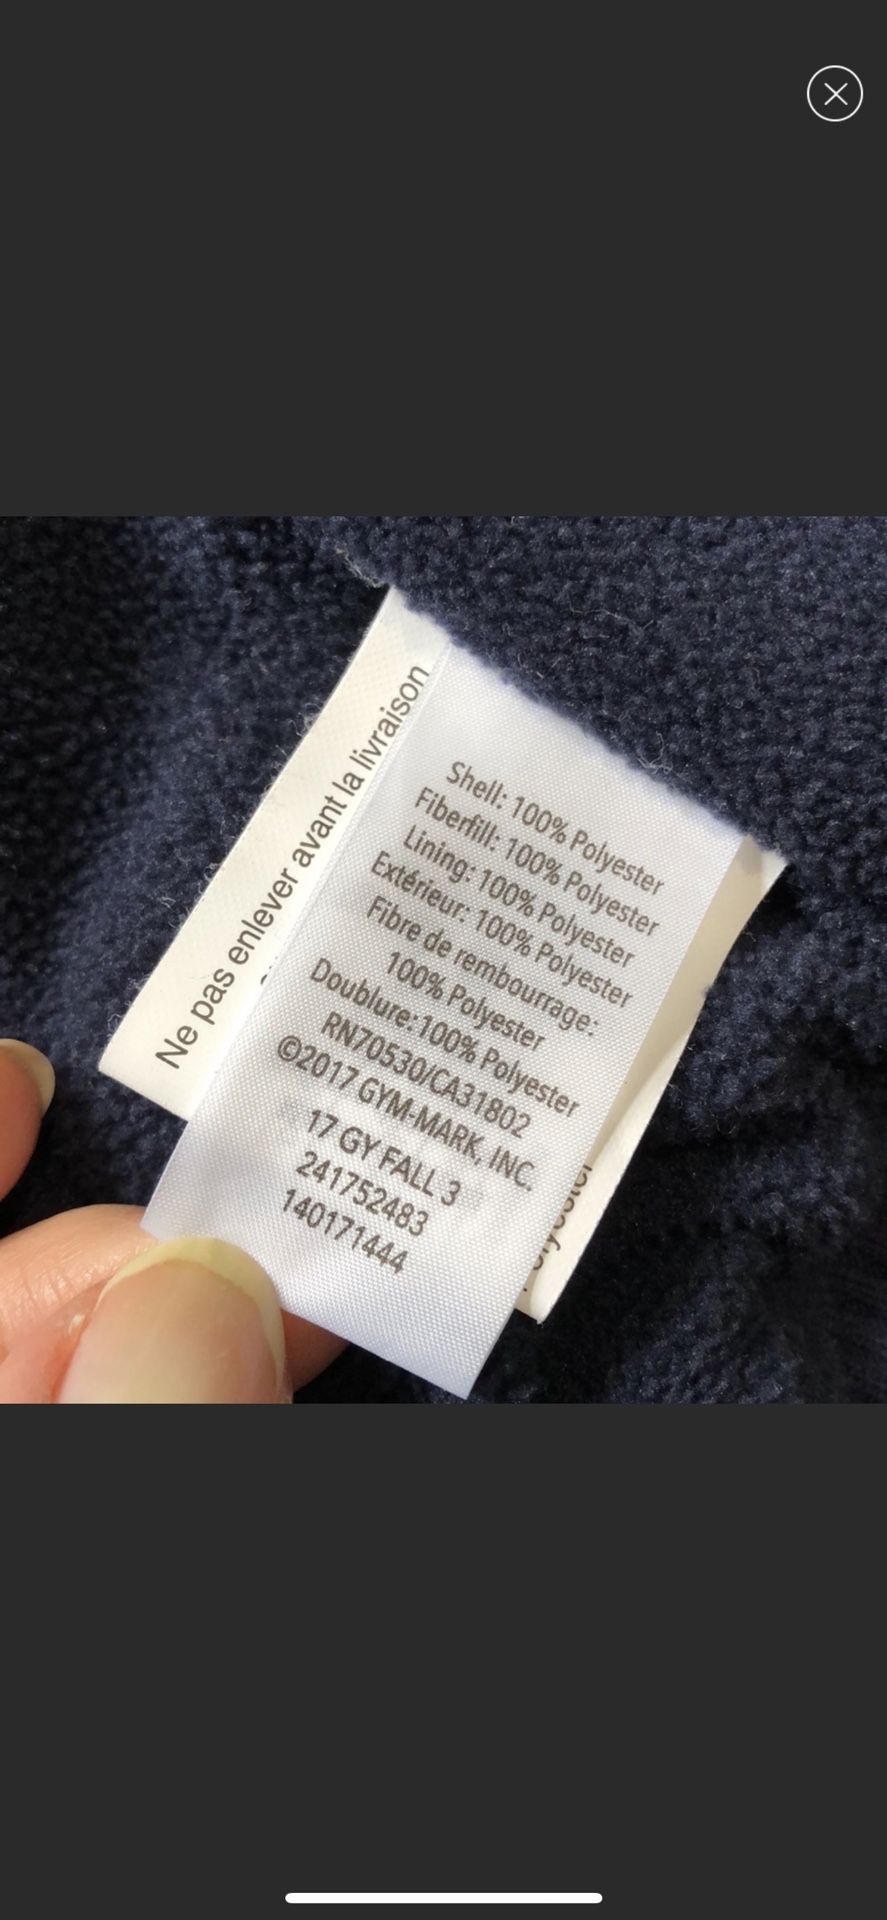 Ne pas enlever avant la livraison
Shell: 100% Polyester
Fiberfill: 100% Polyester
Lining: 100% Polyester
Extérieur: 100% Polyester
Fibre de rembourrage:
100% Polyester
Doublure:100% Polyester
RN70530/CA31802
©2017 GYM-MARK, INC.
17 GY FALL 3
241752483
140171444